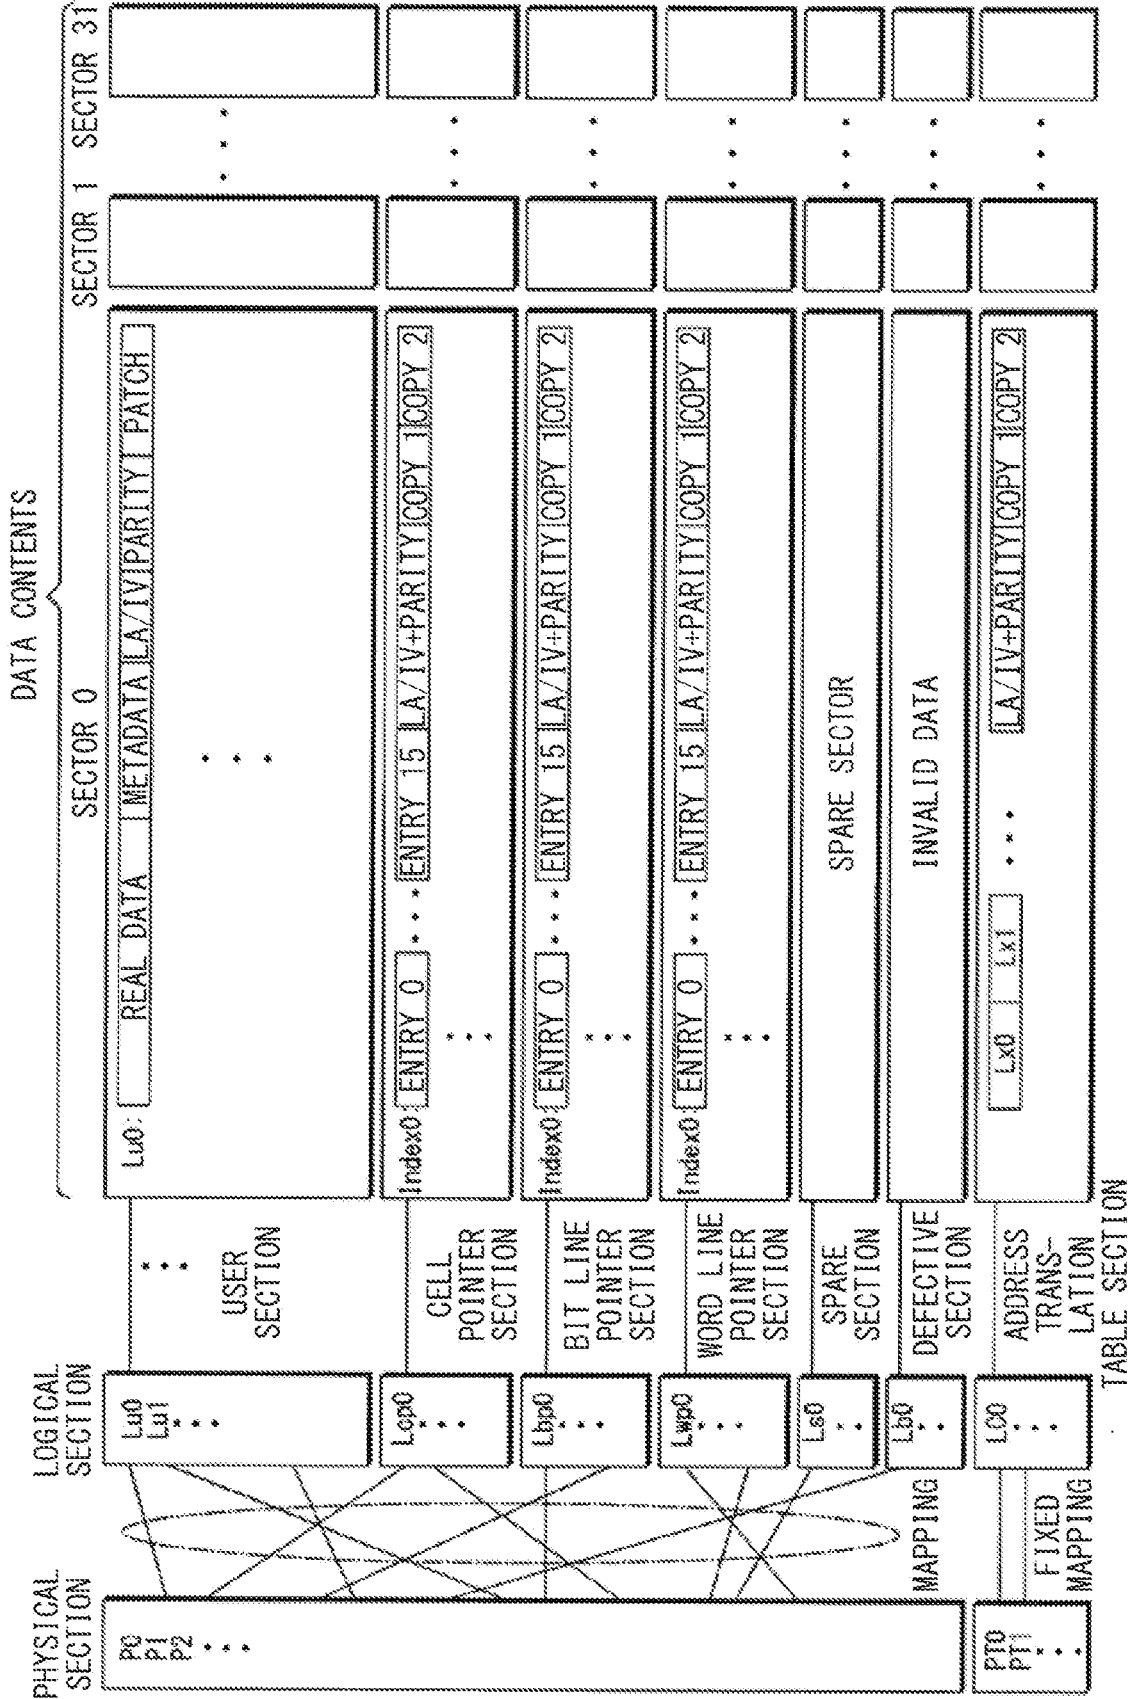 DATA CONTENTS
PHYSICAL
SECTION
LOGICAL
SECTION
SECTOR 0
SECTOR 1
SECTOR 31
P0
P1
P2
Lu0
Lu1
USER
SECTION
Lu0: REAL DATA METADATA LA/IV PARITY PATCH
Lcp0
CELL
POINTER
SECTION
Index0: ENTRY 0 ENTRY 15 LA/IV+PARITY COPY 1 COPY 2
Lbp0
BIT LINE
POINTER
SECTION
Index0: ENTRY 0 ENTRY 15 LA/IV+PARITY COPY 1 COPY 2
Lwp0
WORD LINE
POINTER
SECTION
Index0: ENTRY 0 ENTRY 15 LA/IV+PARITY COPY 1 COPY 2
Ls0
SPARE
SECTION
SPARE SECTOR
Lb0
DEFECTIVE
SECTION
INVALID DATA
MAPPING
PT0
PT1
FIXED
MAPPING
L00
ADDRESS
TRANS-
LATION
TABLE SECTION
Lx0 Lx1 LA/IV+PARITY COPY 1 COPY 2